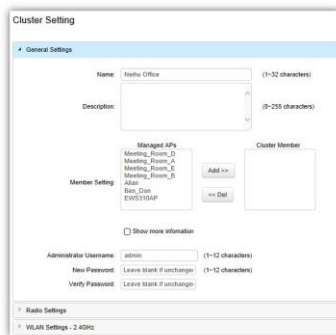 Cluster Setting
General Settings
Name: Neihu Office (1~32 characters)
Description: (0~255 characters)
Managed APs Cluster Member
Meeting_Room_D
Meeting_Room_A
Meeting_Room_E
Meeting_Room_B
Allan
Ben_Don
EWS310AP
Member Setting:
Add >>
<< Del
Show more infomation
Administrator Username: admin (1~12 characters)
New Password: Leave blank if unchange (1~12 characters)
Verify Password: Leave blank if unchange
Radio Settings
WLAN Settings - 2.4GHz